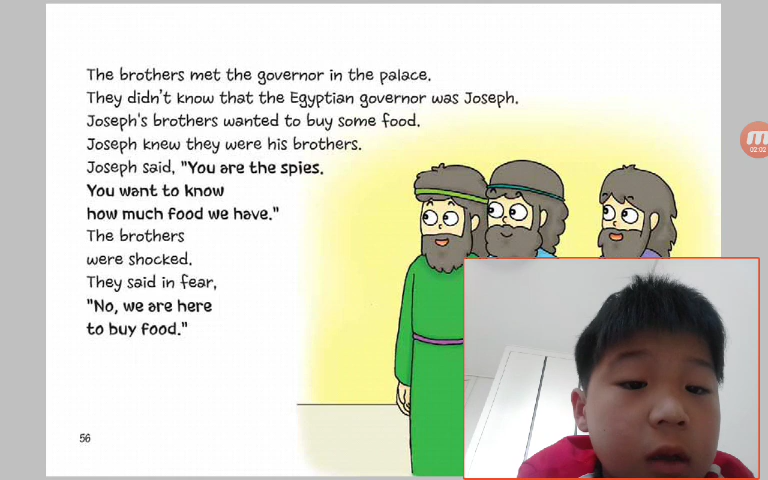 The brothers met the governor in the palace.
They didn't know that the Egyptian governor was Joseph.
Joseph's brothers wanted to buy some food.
Joseph knew they were his brothers.
Joseph said, "You are the spies.
You want to know
how much food we have."
The brothers
were shocked.
They said in fear,
"No, we are here
to buy food."
56
02:02